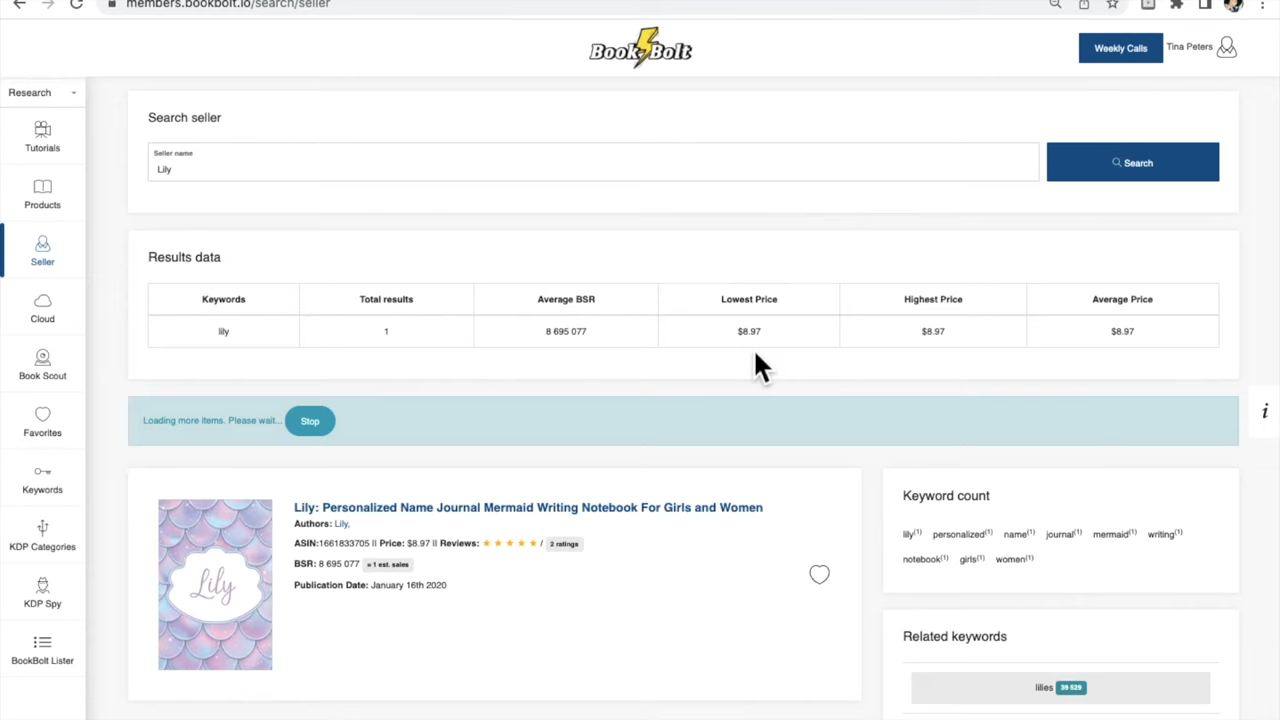 members.bookbolt.io/search/seller
Book Bolt
Weekly Calls
Tina Peters
Research
Tutorials
Products
Seller
Cloud
Book Scout
Favorites
Keywords
KDP Categories
KDP Spy
BookBolt Lister
Search seller
Seller name
Lily
Search
Results data
Keywords Total results Average BSR Lowest Price Highest Price Average Price
lily 1 8 695 077 $8.97 $8.97 $8.97
Loading more items. Please wait... Stop
i
Lily: Personalized Name Journal Mermaid Writing Notebook For Girls and Women
Authors: Lily,
ASIN:1661833705 || Price: $8.97 || Reviews: / 2 ratings
BSR: 8 695 077 ≈ 1 est. sales
Publication Date: January 16th 2020
Lily
Keyword count
lily(1) personalized(1) name(1) journal(1) mermaid(1) writing(1)
notebook(1) girls(1) women(1)
Related keywords
lilies 39 529